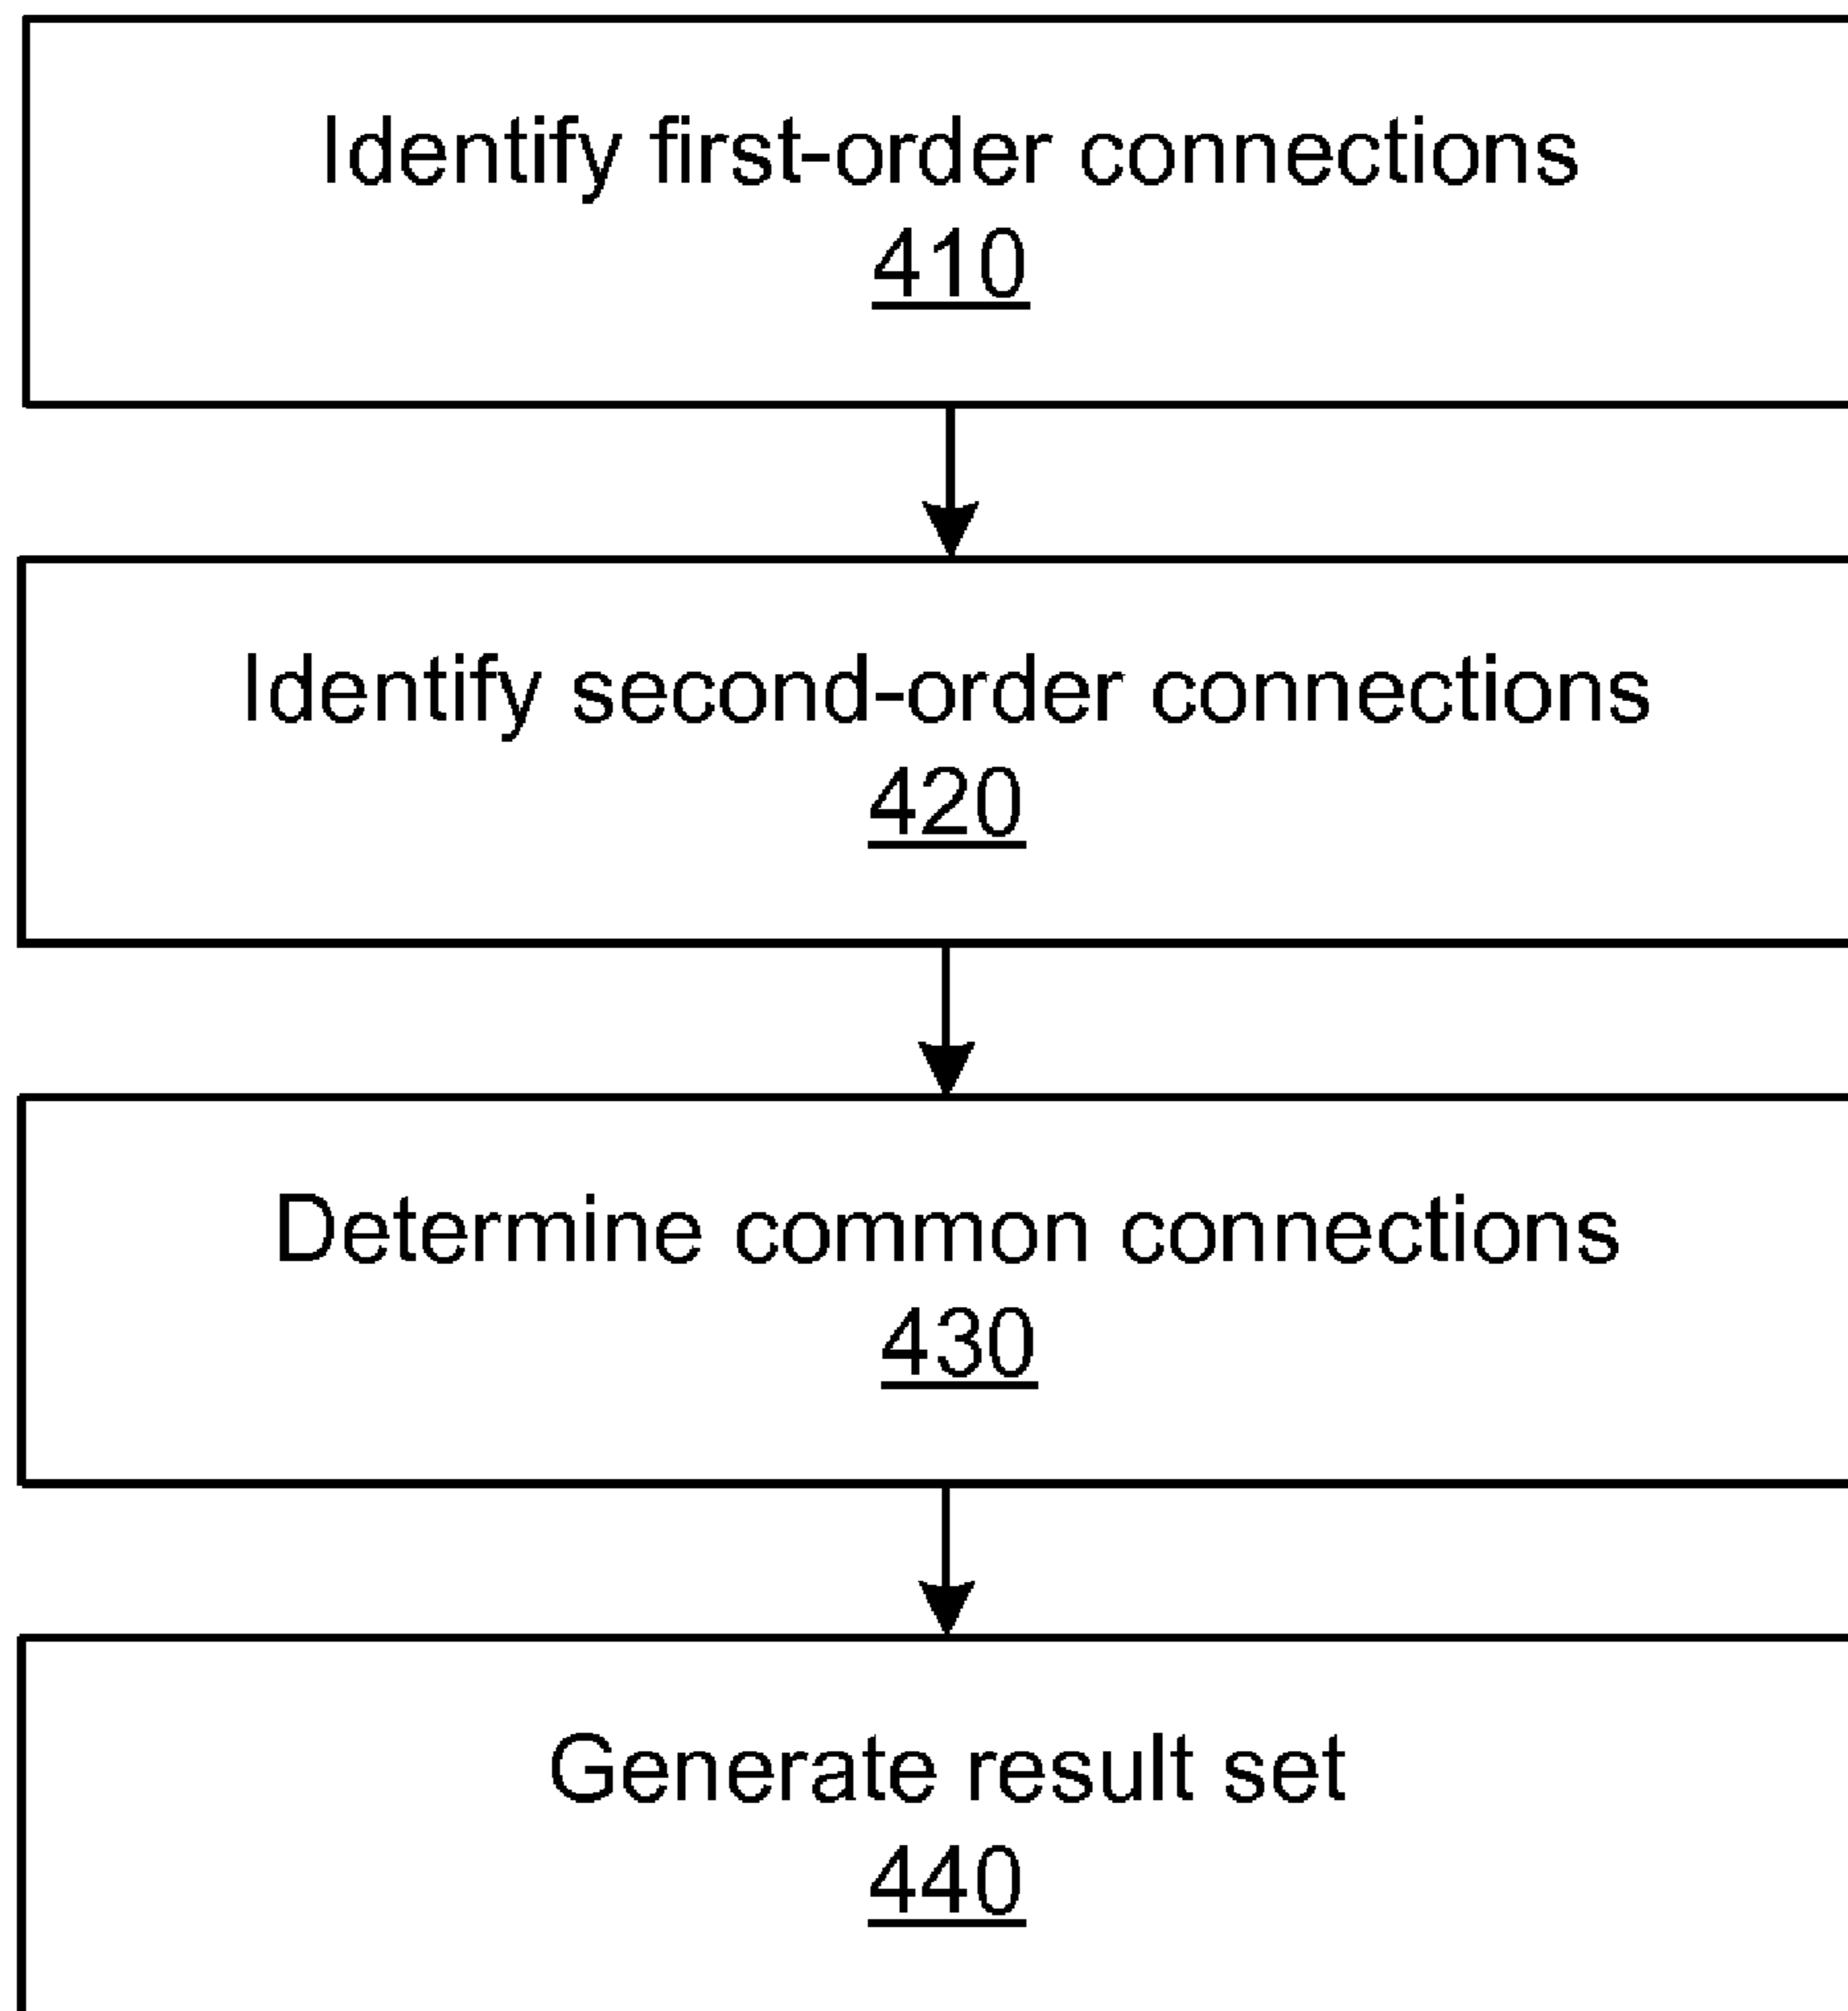 Identify first-order connections
410
Identify second-order connections
420
Determine common connections
430
Generate result set
440